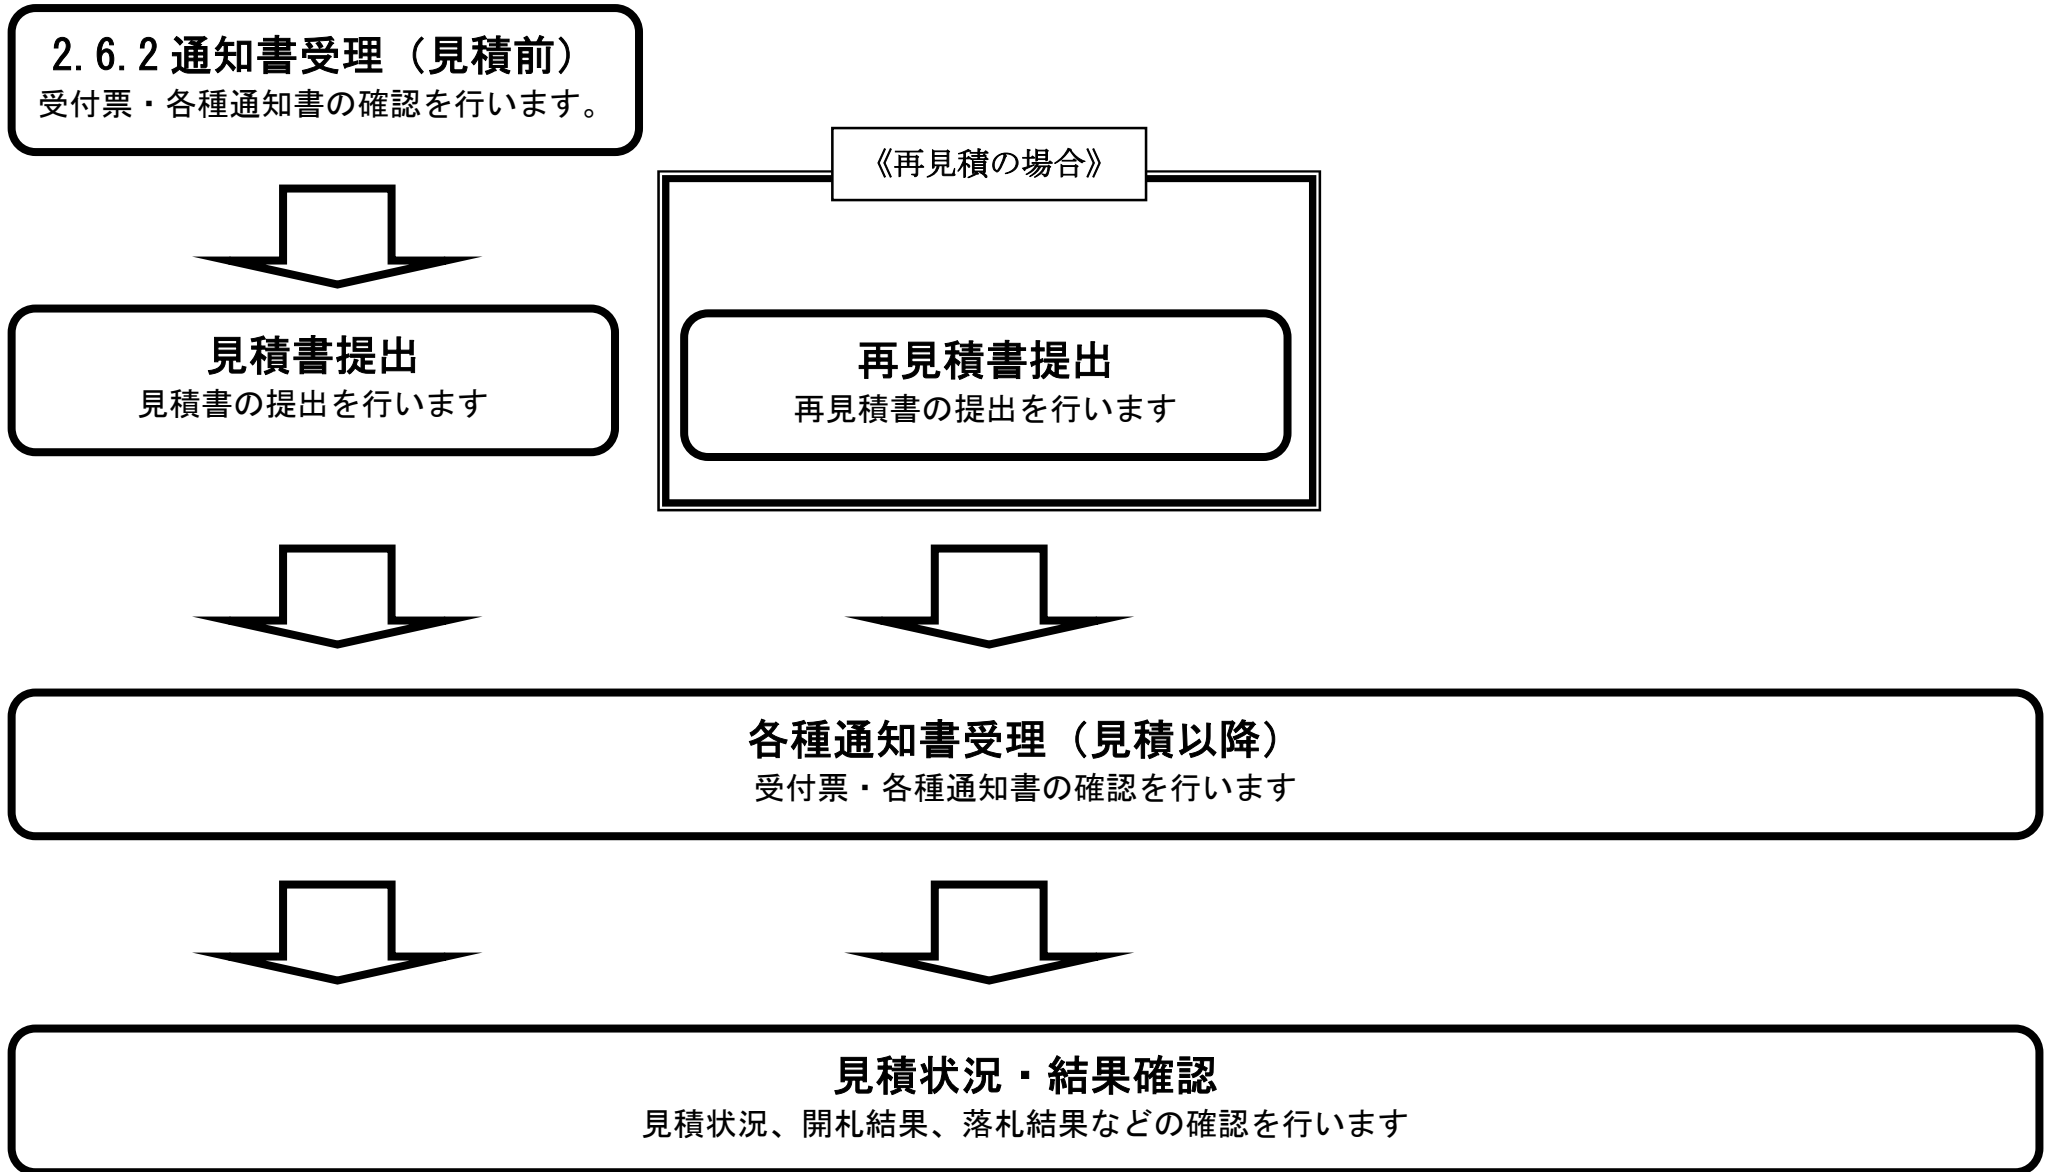 2.6.2 通知書受理（見積前）
受付票・各種通知書の確認を行います。
《再見積の場合》
見積書提出
見積書の提出を行います
再見積書提出
再見積書の提出を行います
各種通知書受理（見積以降）
受付票・各種通知書の確認を行います
見積状況・結果確認
見積状況、開札結果、落札結果などの確認を行います